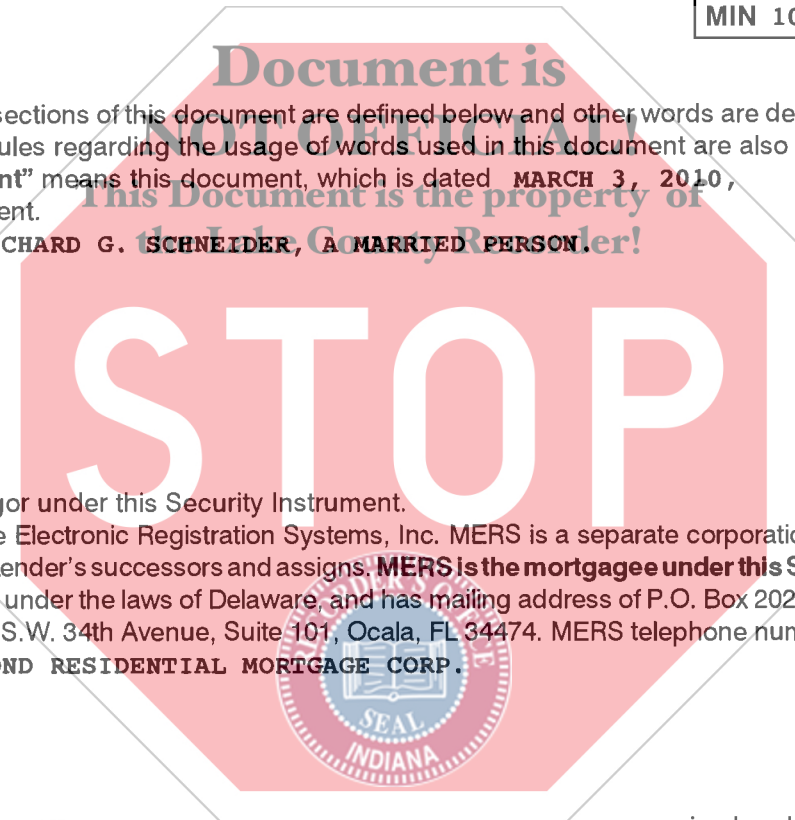 MIN 10
Document is
sections of this document are defined below and other words are de
NOT OFFICIAL!
ules regarding the usage of words used in this document are also
nt” means this document, which is dated MARCH 3, 2010,
This Document is the property of
ent.
the Lake County Recorder!
CHARD G. SCHNEIDER, A MARRIED PERSON.
STOP
gor under this Security Instrument.
e Electronic Registration Systems, Inc. MERS is a separate corporatio
ender’s successors and assigns. MERS is the mortgagee under this S
under the laws of Delaware, and has mailing address of P.O. Box 202
S.W. 34th Avenue, Suite 101, Ocala, FL 34474. MERS telephone num
OND RESIDENTIAL MORTGAGE CORP.
RECORDER'S OFFICE
SEAL
INDIANA